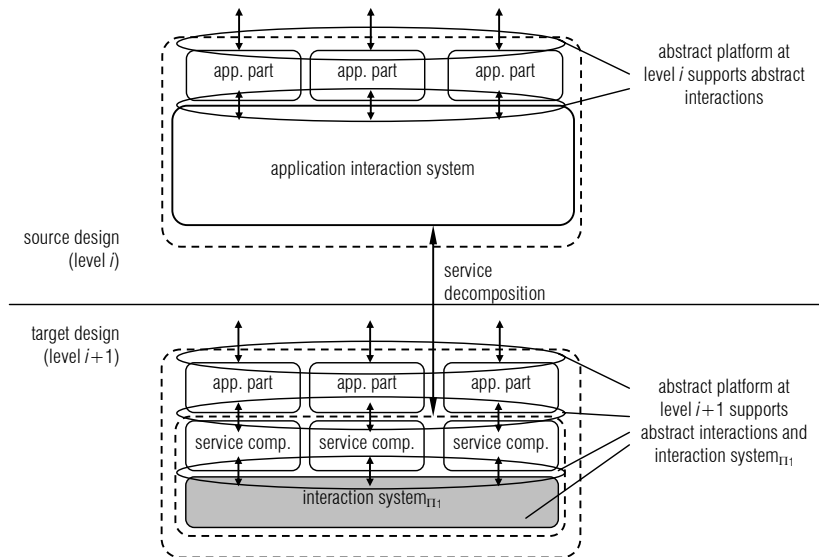 app. part
app. part
app. part
abstract platform at
level i supports abstract
interactions
application interaction system
source design
(level i)
service
decomposition
target design
(level i+1)
app. part
app. part
app. part
abstract platform at
level i+1 supports
abstract interactions and
interaction systemΠ1
service comp.
service comp.
service comp.
interaction systemΠ1